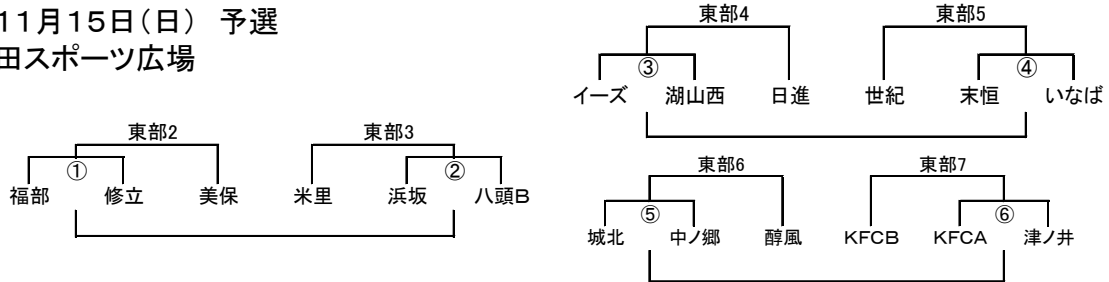 11月15日(日) 予選
田スポーツ広場
東部2 東部3
① ②
福部 修立 美保 米里 浜坂 八頭B
東部4 東部5
③ ④
イーズ 湖山西 日進 世紀 末恒 いなば
東部6 東部7
⑤ ⑥
城北 中ノ郷 醇風 KFCB KFCA 津ノ井